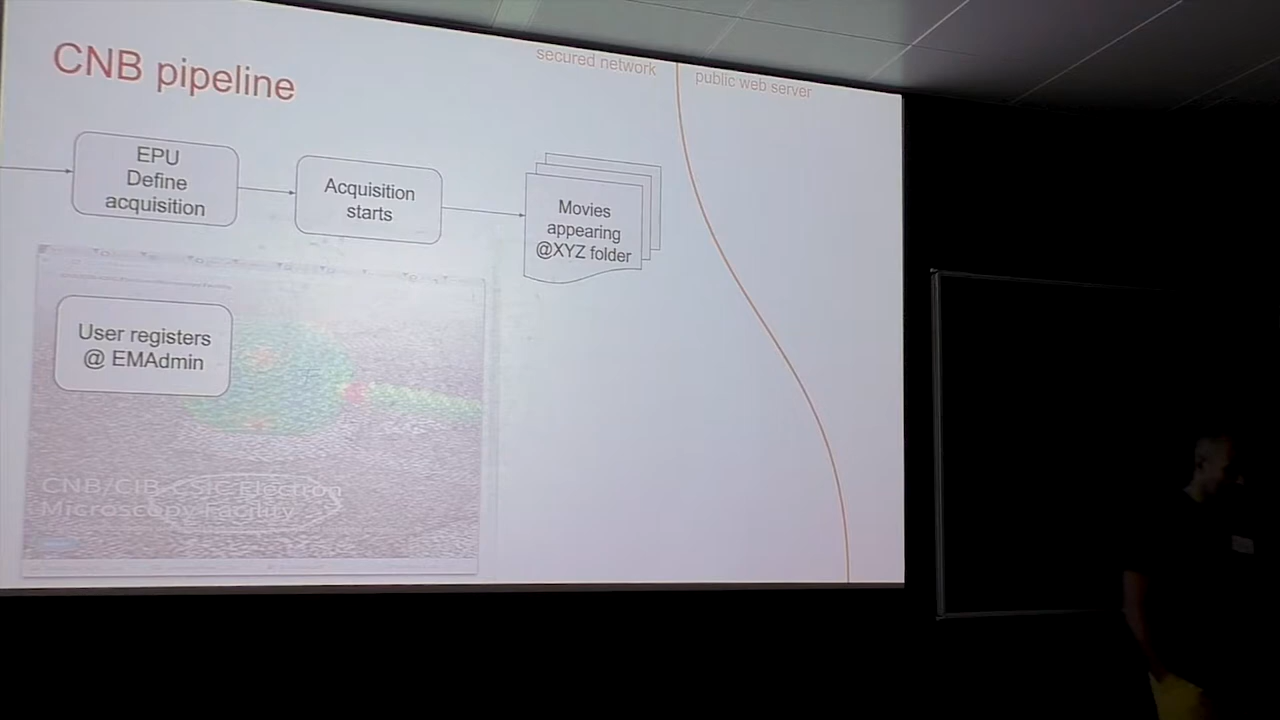 CNB pipeline
secured network
public web server
EPU
Define
acquisition
Acquisition
starts
Movies
appearing
@XYZ folder
User registers
@ EMAdmin
CNB/CIB-CSIC Electron
Microscopy Facility